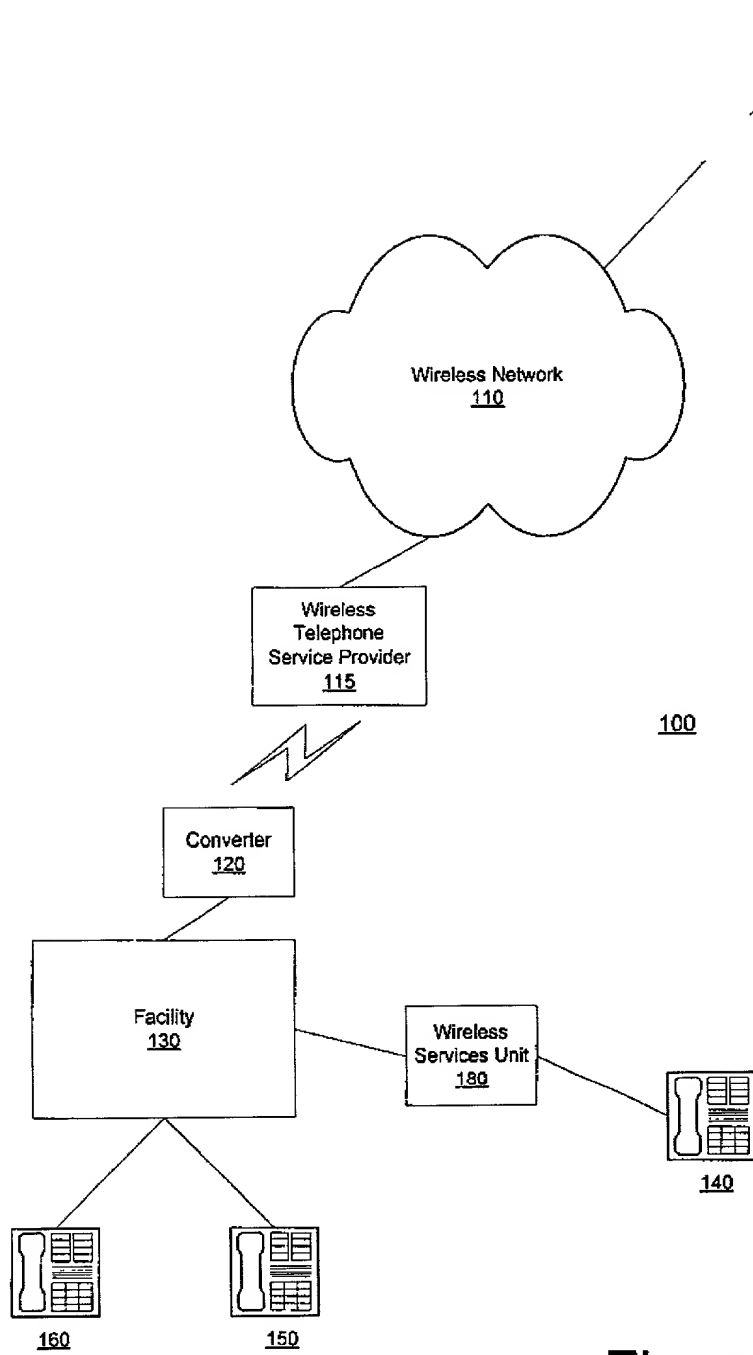 Wireless Network
110
Wireless
Telephone
Service Provider
115
100
Converter
120
Facility
130
Wireless
Services Unit
180
140
160
150